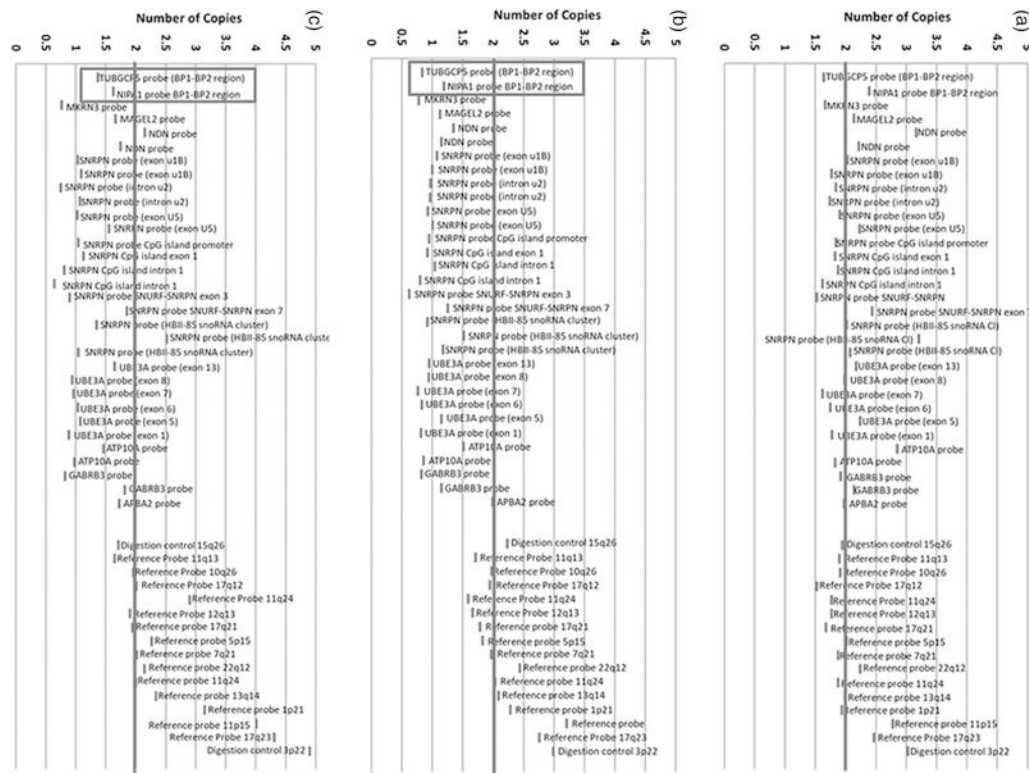 (c)
Number of Copies
0 0.5 1 1.5 2 2.5 3 3.5 4 4.5 5
TUBGCP5 probe (BP1-BP2 region)
NIPA1 probe BP1-BP2 region
MKRN3 probe
MAGEL2 probe
NDN probe
NDN probe
SNRPN probe (exon u1B)
SNRPN probe (exon u1B)
SNRPN probe (intron u2)
SNRPN probe (intron u2)
SNRPN probe (exon U5)
SNRPN probe (exon U5)
SNRPN probe CpG island promoter
SNRPN CpG island exon 1
SNRPN CpG island intron 1
SNRPN CpG island intron 1
SNRPN probe SNURF-SNRPN exon 3
SNRPN probe SNURF-SNRPN exon 7
SNRPN probe (HBII-85 snoRNA cluster)
SNRPN probe (HBII-85 snoRNA cluste
SNRPN probe (HBII-85 snoRNA cluster)
UBE3A probe (exon 13)
UBE3A probe (exon 8)
UBE3A probe (exon 7)
UBE3A probe (exon 6)
UBE3A probe (exon 5)
UBE3A probe (exon 1)
ATP10A probe
ATP10A probe
GABRB3 probe
GABRB3 probe
APBA2 probe
Digestion control 15q26
Reference Probe 11q13
Reference Probe 10q26
Reference Probe 17q12
Reference Probe 11q24
Reference Probe 12q13
Reference probe 17q21
Reference probe 5p15
Reference probe 7q21
Reference probe 22q12
Reference probe 11q24
Reference probe 13q14
Reference probe 1p21
Reference probe 11p15
Reference Probe 17q23
Digestion control 3p22
(b)
Number of Copies
0 0.5 1 1.5 2 2.5 3 3.5 4 4.5 5
TUBGCP5 probe (BP1-BP2 region)
NIPA1 probe BP1-BP2 region
MKRN3 probe
MAGEL2 probe
NDN probe
NDN probe
SNRPN probe (exon u1B)
SNRPN probe (exon u1B)
SNRPN probe (intron u2)
SNRPN probe (intron u2)
SNRPN probe (exon U5)
SNRPN probe (exon U5)
SNRPN probe CpG island promoter
SNRPN CpG island exon 1
SNRPN CpG island intron 1
SNRPN CpG island intron 1
SNRPN probe SNURF-SNRPN exon 3
SNRPN probe SNURF-SNRPN exon 7
SNRPN probe (HBII-85 snoRNA cluster)
SNRPN probe (HBII-85 snoRNA cluster)
SNRPN probe (HBII-85 snoRNA cluster)
UBE3A probe (exon 13)
UBE3A probe (exon 8)
UBE3A probe (exon 7)
UBE3A probe (exon 6)
UBE3A probe (exon 5)
UBE3A probe (exon 1)
ATP10A probe
ATP10A probe
GABRB3 probe
GABRB3 probe
APBA2 probe
Digestion control 15q26
Reference Probe 11q13
Reference Probe 10q26
Reference Probe 17q12
Reference Probe 11q24
Reference Probe 12q13
Reference probe 17q21
Reference probe 5p15
Reference probe 7q21
Reference probe 22q12
Reference probe 11q24
Reference probe 13q14
Reference probe 1p21
Reference probe
Reference Probe 17q23
Digestion control 3p22
(a)
Number of Copies
0 0.5 1 1.5 2 2.5 3 3.5 4 4.5 5
TUBGCP5 probe (BP1-BP2 region)
NIPA1 probe BP1-BP2 region
MKRN3 probe
MAGEL2 probe
NDN probe
NDN probe
SNRPN probe (exon u1B)
SNRPN probe (exon u1B)
SNRPN probe (intron u2)
SNRPN probe (intron u2)
SNRPN probe (exon U5)
SNRPN probe (exon U5)
SNRPN probe CpG island promoter
SNRPN CpG island exon 1
SNRPN CpG island intron 1
SNRPN CpG island intron 1
SNRPN probe SNURF-SNRPN
SNRPN probe SNURF-SNRPN exon 7
SNRPN probe (HBII-85 snoRNA Cl)
SNRPN probe (HBII-85 snoRNA Cl)
SNRPN probe (HBII-85 snoRNA Cl)
UBE3A probe (exon 13)
UBE3A probe (exon 8)
UBE3A probe (exon 7)
UBE3A probe (exon 6)
UBE3A probe (exon 5)
UBE3A probe (exon 1)
ATP10A probe
ATP10A probe
GABRB3 probe
GABRB3 probe
APBA2 probe
Digestion control 15q26
Reference Probe 11q13
Reference Probe 10q26
Reference Probe 17q12
Reference Probe 11q24
Reference Probe 12q13
Reference probe 17q21
Reference probe 5p15
Reference probe 7q21
Reference probe 22q12
Reference probe 11q24
Reference probe 13q14
Reference probe 1p21
Reference probe 11p15
Reference Probe 17q23
Digestion control 3p22